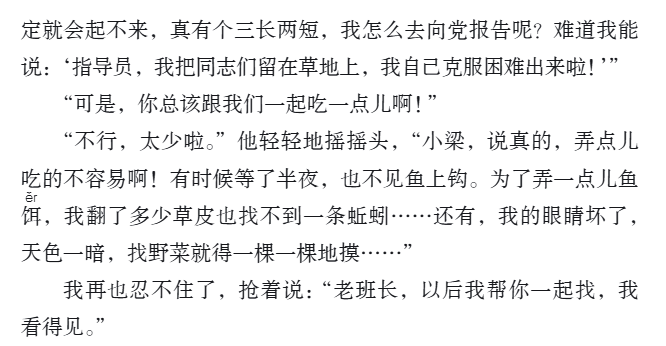 定就会起不来，真有个三长两短，我怎么去向党报告呢？难道我能
说：‘指导员，我把同志们留在草地上，我自己克服困难出来啦！’”
“可是，你总该跟我们一起吃一点儿啊！”
“不行，太少啦。”他轻轻地摇摇头，“小梁，说真的，弄点儿
吃的不容易啊！有时候等了半夜，也不见鱼上钩。为了弄一点儿鱼
ěr
饵，我翻了多少草皮也找不到一条蚯蚓……还有，我的眼睛坏了，
天色一暗，找野菜就得一棵一棵地摸……”
我再也忍不住了，抢着说：“老班长，以后我帮你一起找，我
看得见。”